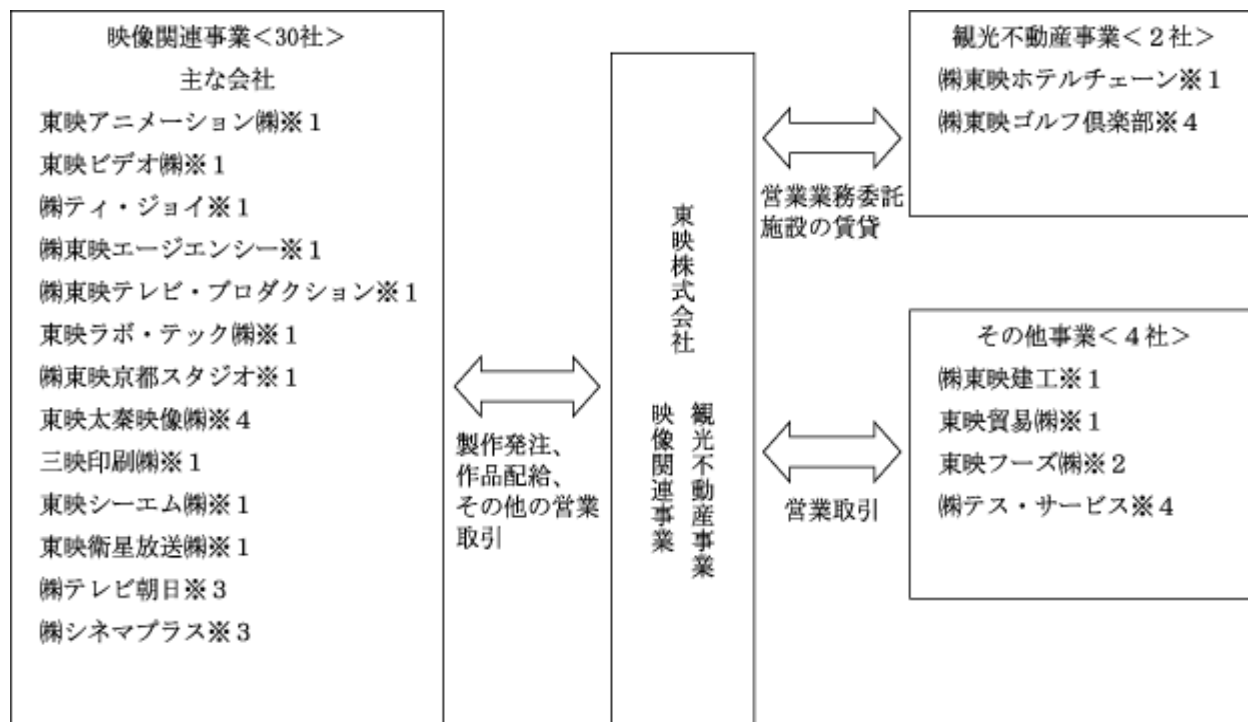 映像関連事業＜30社＞
主な会社
東映アニメーション㈱※１
東映ビデオ㈱※１
㈱ティ・ジョイ※１
㈱東映エージエンシー※１
㈱東映テレビ・プロダクション※１
東映ラボ・テック㈱※１
㈱東映京都スタジオ※１
東映太秦映像㈱※４
三映印刷㈱※１
東映シーエム㈱※１
東映衛星放送㈱※１
㈱テレビ朝日※３
㈱シネマプラス※３
製作発注、
作品配給、
その他の営業
取引
東映株式会社
観光不動産事業
映像関連事業
営業業務委託
施設の賃貸
営業取引
観光不動産事業＜２社＞
㈱東映ホテルチェーン※１
㈱東映ゴルフ倶楽部※４
その他事業＜４社＞
㈱東映建工※１
東映貿易㈱※１
東映フーズ㈱※２
㈱テス・サービス※４